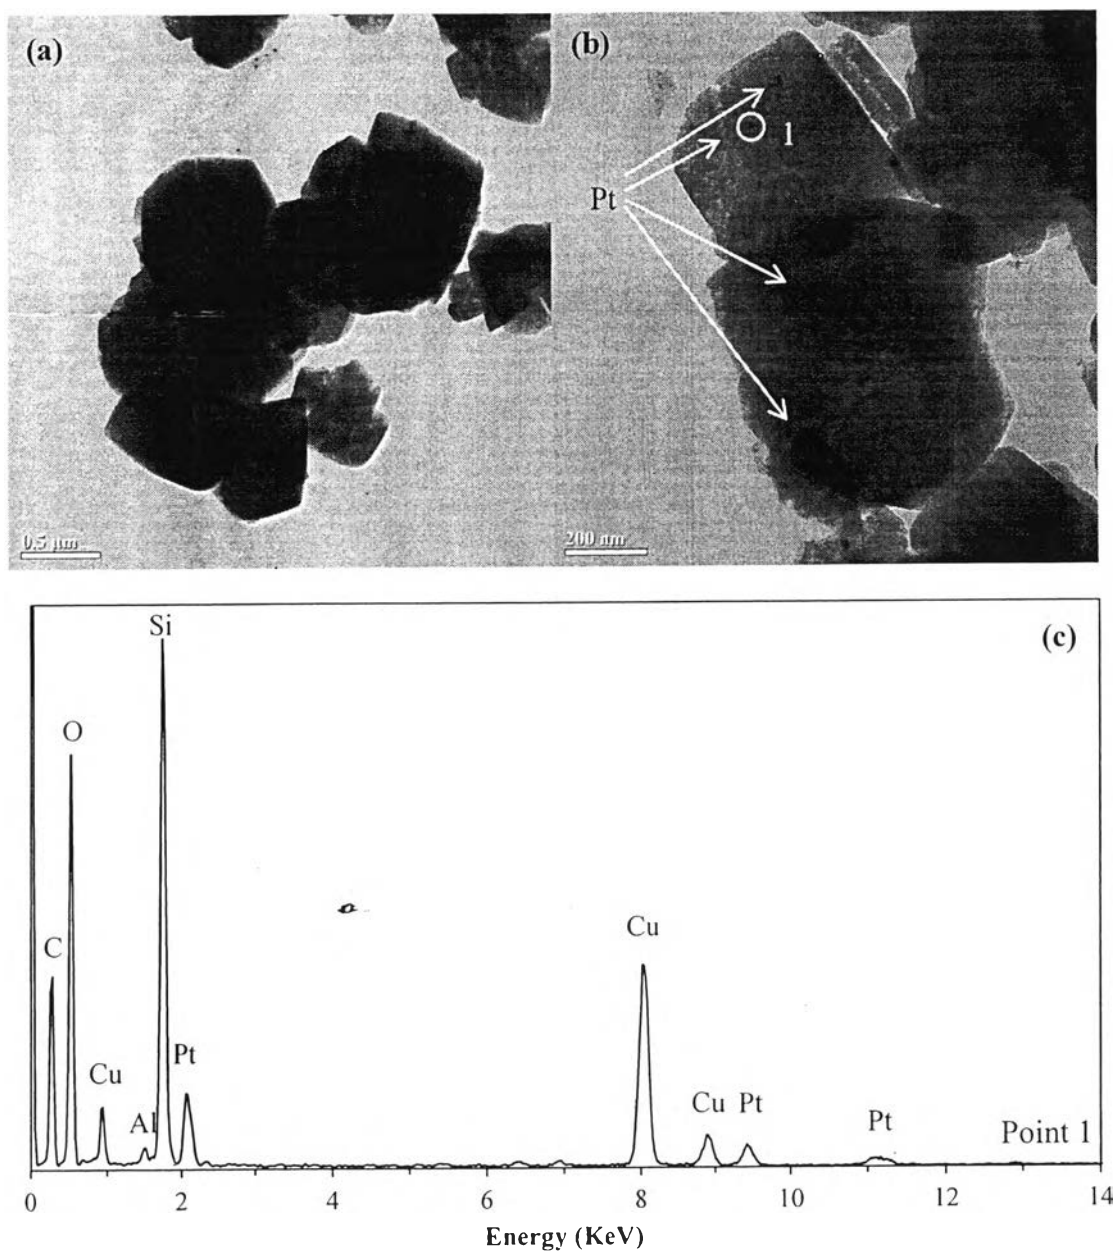 (a)
0.5 µm
(b)
1
Pt
200 nm
(c)
Si
O
C
Cu
Al
Pt
Cu
Cu
Pt
Pt
Point 1
0
2
4
6
8
10
12
14
Energy (KeV)